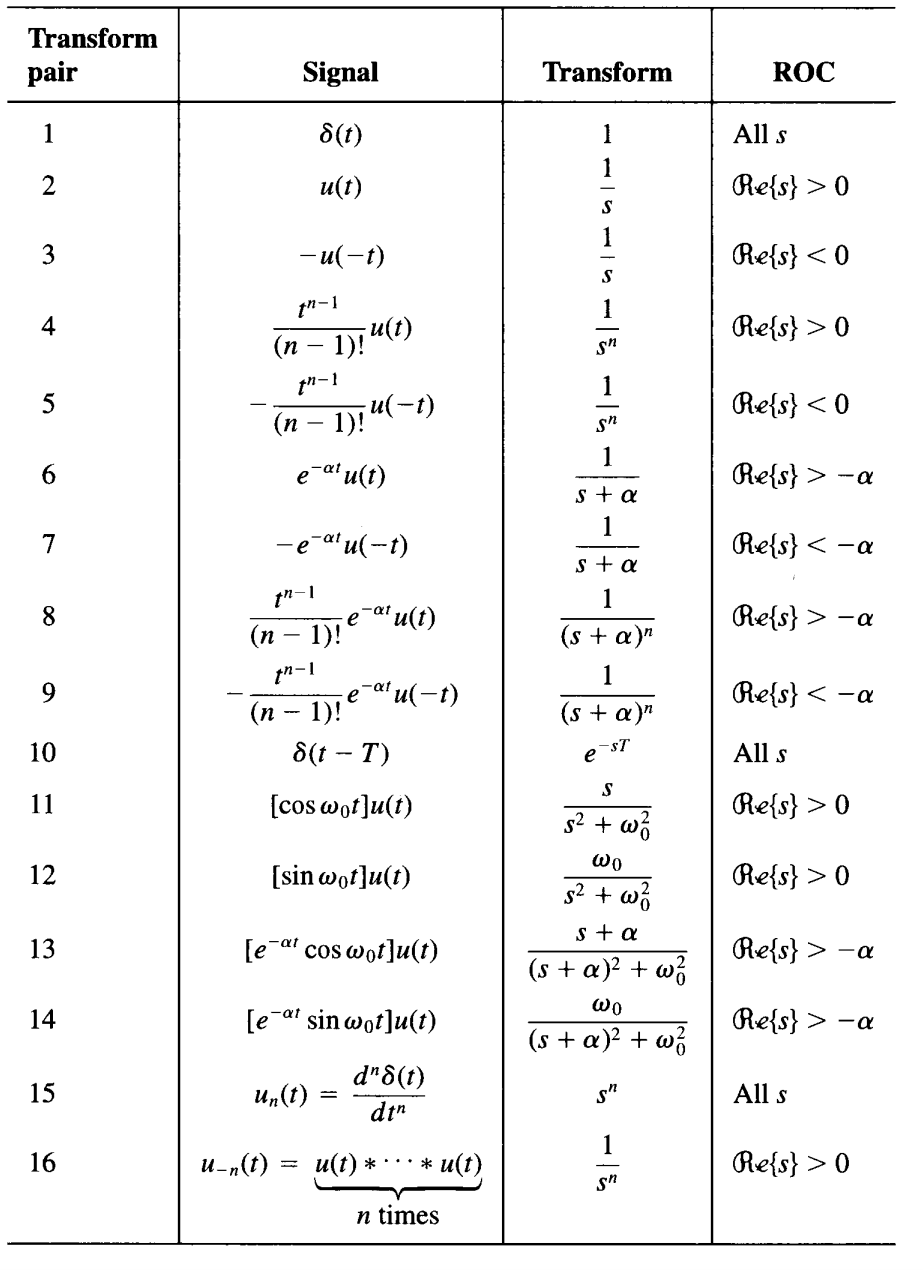 Transform pair | Signal | Transform | ROC
1 | δ(t) | 1 | All s
2 | u(t) | 1/s | ℜe{s} > 0
3 | −u(−t) | 1/s | ℜe{s} < 0
4 | t^{n−1}/(n − 1)! u(t) | 1/s^n | ℜe{s} > 0
5 | −t^{n−1}/(n − 1)! u(−t) | 1/s^n | ℜe{s} < 0
6 | e^{−αt}u(t) | 1/(s + α) | ℜe{s} > −α
7 | −e^{−αt}u(−t) | 1/(s + α) | ℜe{s} < −α
8 | t^{n−1}/(n − 1)! e^{−αt}u(t) | 1/(s + α)^n | ℜe{s} > −α
9 | −t^{n−1}/(n − 1)! e^{−αt}u(−t) | 1/(s + α)^n | ℜe{s} < −α
10 | δ(t − T) | e^{−sT} | All s
11 | [cos ω₀t]u(t) | s/(s² + ω₀²) | ℜe{s} > 0
12 | [sin ω₀t]u(t) | ω₀/(s² + ω₀²) | ℜe{s} > 0
13 | [e^{−αt} cos ω₀t]u(t) | (s + α)/((s + α)² + ω₀²) | ℜe{s} > −α
14 | [e^{−αt} sin ω₀t]u(t) | ω₀/((s + α)² + ω₀²) | ℜe{s} > −α
15 | u_n(t) = d^nδ(t)/dt^n | s^n | All s
16 | u_{−n}(t) = u(t) * ··· * u(t) | 1/s^n | ℜe{s} > 0
n times